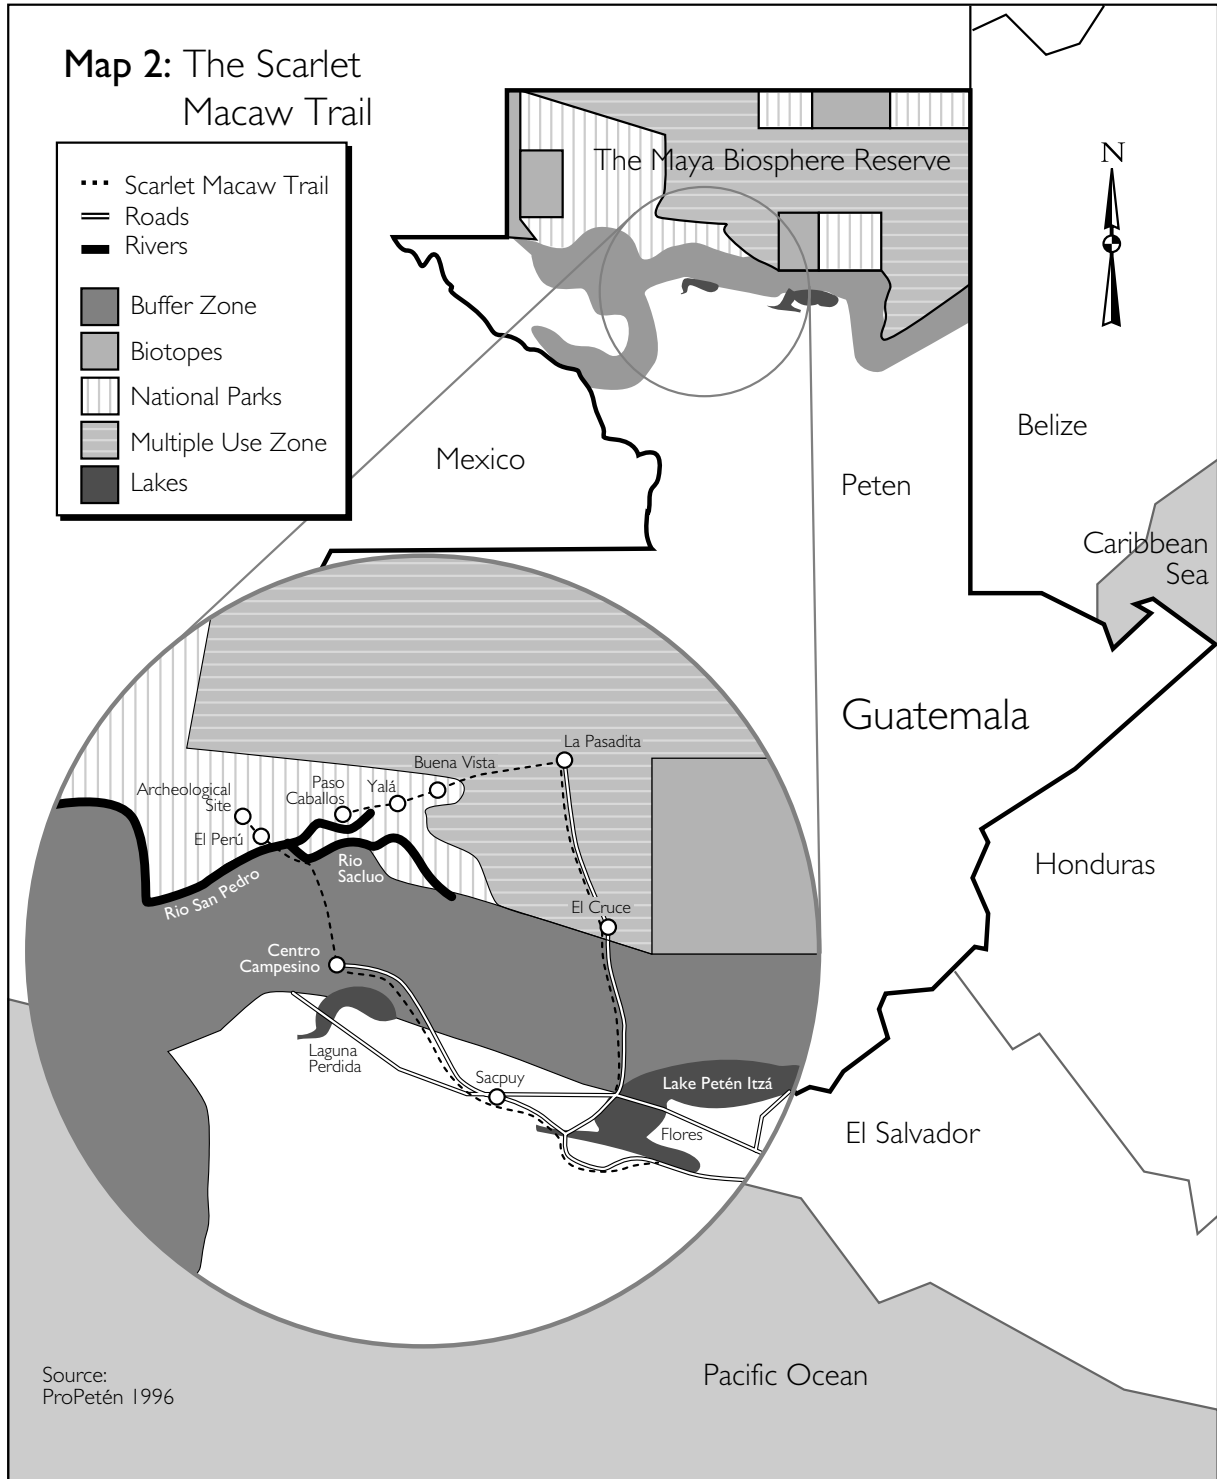 Map 2: The Scarlet
Macaw Trail
Scarlet Macaw Trail
Roads
Rivers
Buffer Zone
Biotopes
National Parks
Multiple Use Zone
Lakes
The Maya Biosphere Reserve
N
Mexico
Belize
Peten
Caribbean
Sea
Guatemala
Honduras
El Salvador
Pacific Ocean
La Pasadita
Buena Vista
Yalá
Paso
Caballos
Archeological
Site
El Perú
Rio San Pedro
Rio
Sacluo
El Cruce
Centro
Campesino
Laguna
Perdida
Sacpuy
Lake Petén Itzá
Flores
Source:
ProPetén 1996